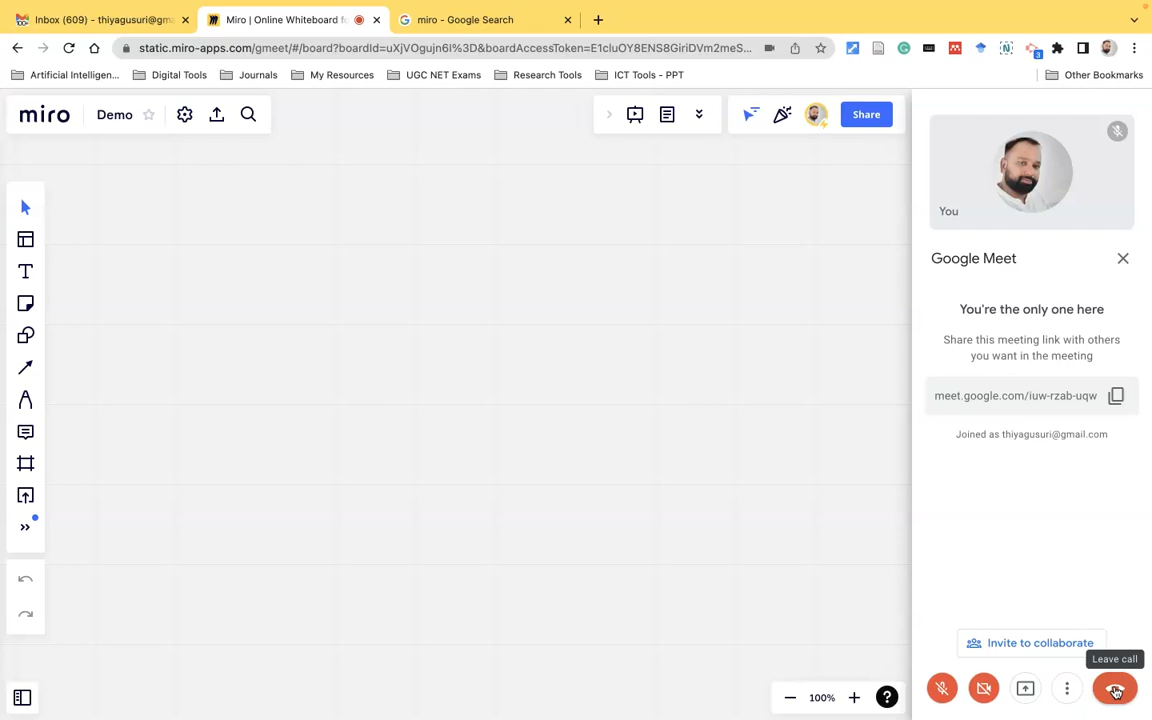 Inbox (609) - thiyagusuri@gma
Miro | Online Whiteboard fo
miro - Google Search
static.miro-apps.com/gmeet/#/board?boardId=uXjVOgujn6I%3D&boardAccessToken=E1cluOY8ENS8GiriDVm2meS...
Artificial Intelligen...
Digital Tools
Journals
My Resources
UGC NET Exams
Research Tools
ICT Tools - PPT
Other Bookmarks
miro
Demo
Share
You
Google Meet
You're the only one here
Share this meeting link with others
you want in the meeting
meet.google.com/iuw-rzab-uqw
Joined as thiyagusuri@gmail.com
Invite to collaborate
Leave call
100%